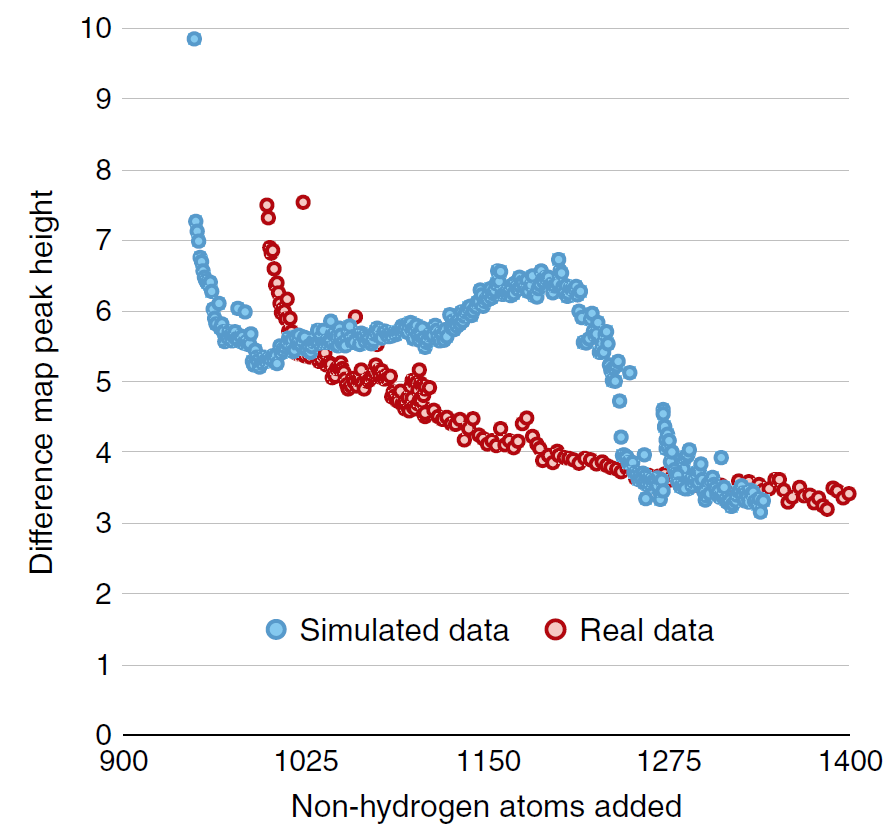 10
9
8
7
6
5
4
3
2
1
0
Difference map peak height
Simulated data Real data
900 1025 1150 1275 1400
Non-hydrogen atoms added